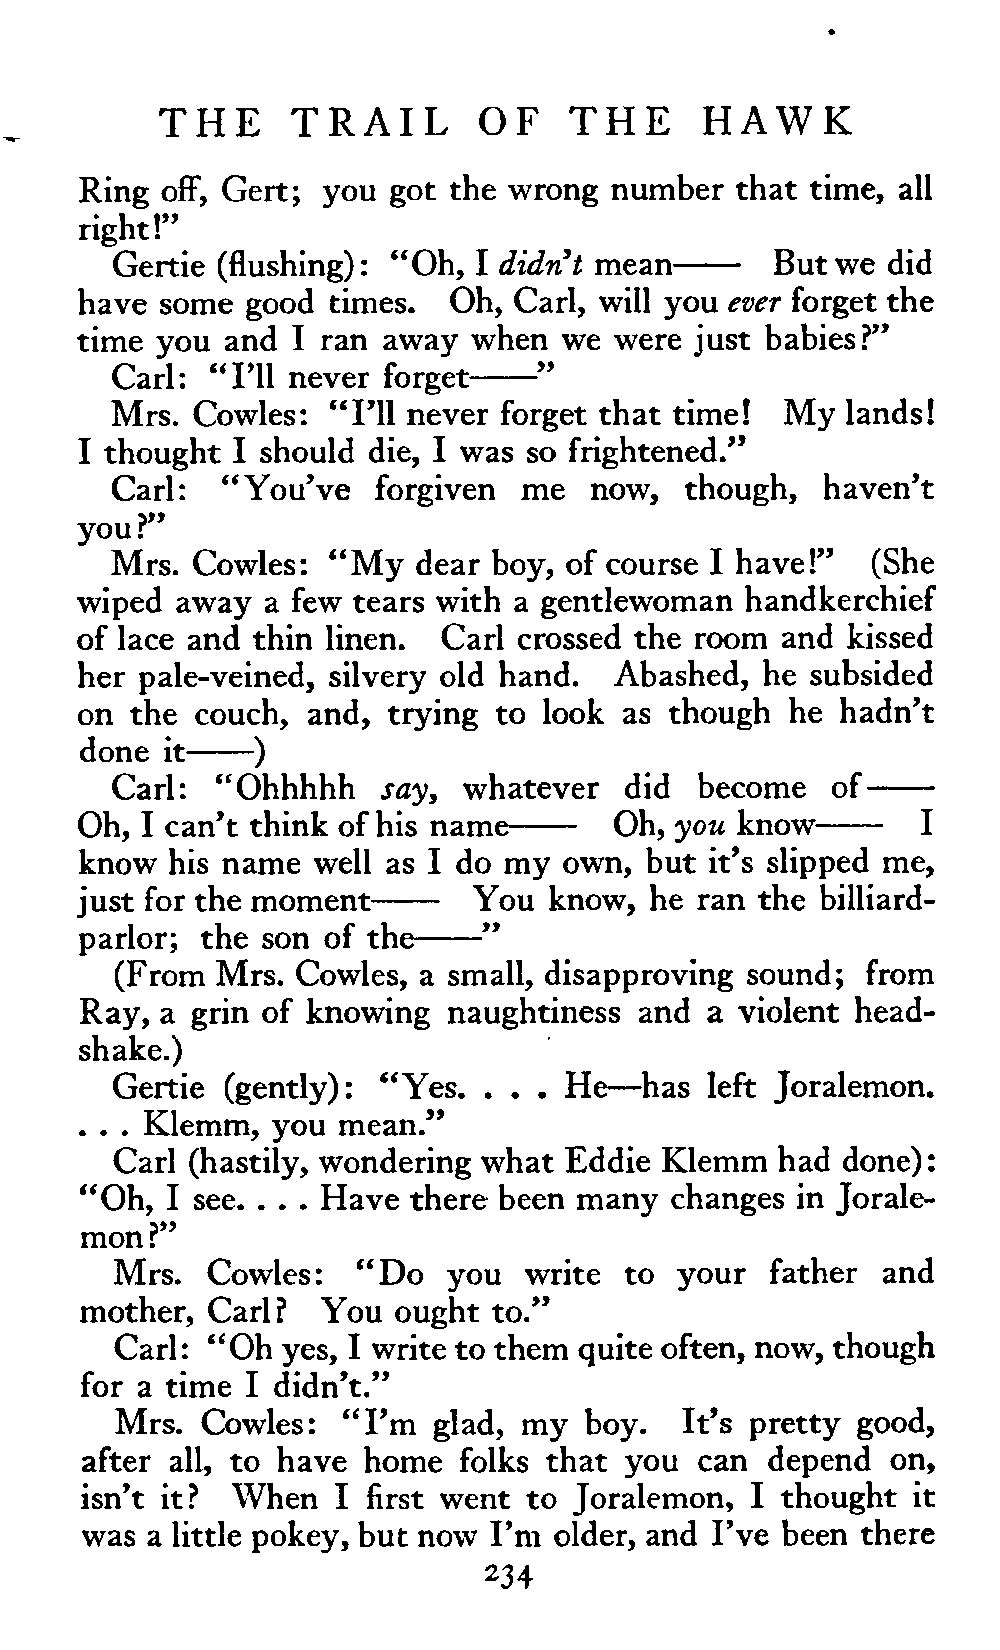 THE TRAIL OF THE HAWK
Ring off, Gert; you got the wrong number that time, all
right!”
Gertie (flushing): “Oh, I didn’t mean—— But we did
have some good times. Oh, Carl, will you ever forget the
time you and I ran away when we were just babies?”
Carl: “I’ll never forget——”
Mrs. Cowles: “I’ll never forget that time! My lands!
I thought I should die, I was so frightened.”
Carl: “You’ve forgiven me now, though, haven’t
you?”
Mrs. Cowles: “My dear boy, of course I have!” (She
wiped away a few tears with a gentlewoman handkerchief
of lace and thin linen. Carl crossed the room and kissed
her pale-veined, silvery old hand. Abashed, he subsided
on the couch, and, trying to look as though he hadn’t
done it——)
Carl: “Ohhhhh say, whatever did become of——
Oh, I can’t think of his name—— Oh, you know—— I
know his name well as I do my own, but it’s slipped me,
just for the moment—— You know, he ran the billiard-
parlor; the son of the——”
(From Mrs. Cowles, a small, disapproving sound; from
Ray, a grin of knowing naughtiness and a violent head-
shake.)
Gertie (gently): “Yes. . . . He—has left Joralemon.
. . . Klemm, you mean.”
Carl (hastily, wondering what Eddie Klemm had done):
“Oh, I see. . . . Have there been many changes in Jorale-
mon?”
Mrs. Cowles: “Do you write to your father and
mother, Carl? You ought to.”
Carl: “Oh yes, I write to them quite often, now, though
for a time I didn’t.”
Mrs. Cowles: “I’m glad, my boy. It’s pretty good,
after all, to have home folks that you can depend on,
isn’t it? When I first went to Joralemon, I thought it
was a little pokey, but now I’m older, and I’ve been there
234